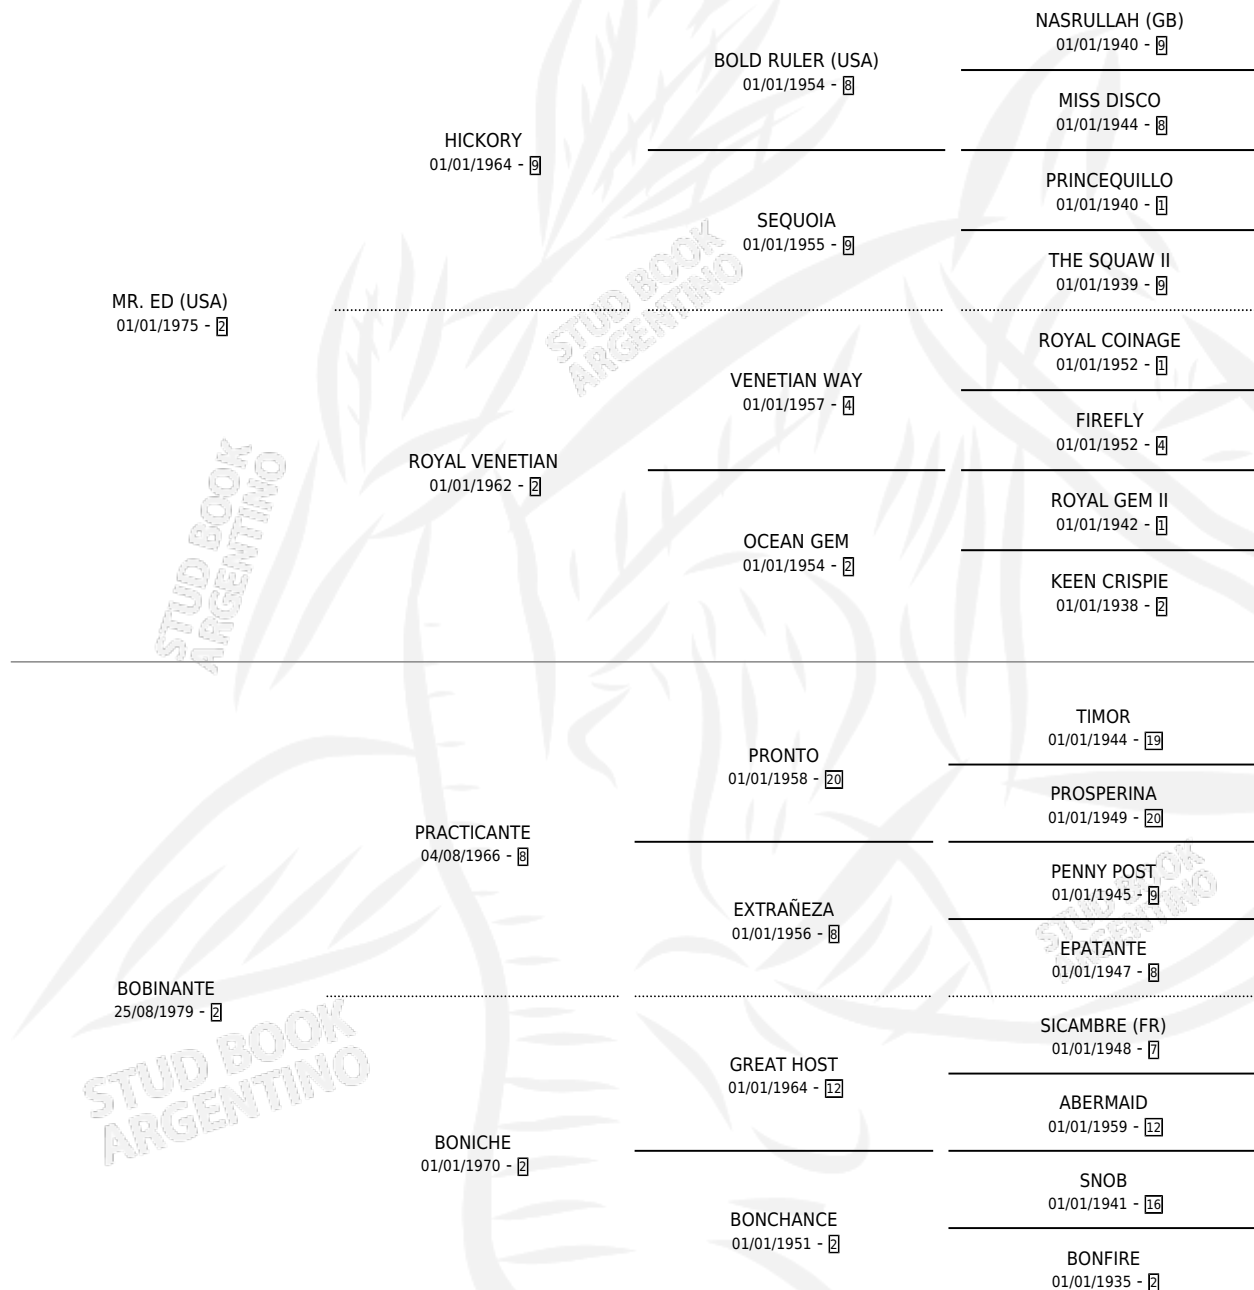 NASRULLAH (GB)
01/01/1940 - 9
BOLD RULER (USA)
01/01/1954 - 8
MISS DISCO
01/01/1944 - 8
HICKORY
01/01/1964 - 9
PRINCEQUILLO
01/01/1940 - 1
SEQUOIA
01/01/1955 - 9
THE SQUAW II
01/01/1939 - 9
MR. ED (USA)
01/01/1975 - 2
ROYAL COINAGE
01/01/1952 - 1
VENETIAN WAY
01/01/1957 - 4
FIREFLY
01/01/1952 - 4
ROYAL VENETIAN
01/01/1962 - 2
ROYAL GEM II
01/01/1942 - 1
OCEAN GEM
01/01/1954 - 2
KEEN CRISPIE
01/01/1938 - 2
TIMOR
01/01/1944 - 19
PRONTO
01/01/1958 - 20
PROSPERINA
01/01/1949 - 20
PRACTICANTE
04/08/1966 - 8
PENNY POST
01/01/1945 - 9
EXTRAÑEZA
01/01/1956 - 8
EPATANTE
01/01/1947 - 8
BOBINANTE
25/08/1979 - 2
SICAMBRE (FR)
01/01/1948 - 7
GREAT HOST
01/01/1964 - 12
ABERMAID
01/01/1959 - 12
BONICHE
01/01/1970 - 2
SNOB
01/01/1941 - 16
BONCHANCE
01/01/1951 - 2
BONFIRE
01/01/1935 - 2
STUD BOOK
ARGENTINO
STUD BOOK
ARGENTINO
STUD BOOK
ARGENTINO
STUD BOOK
ARGENTINO